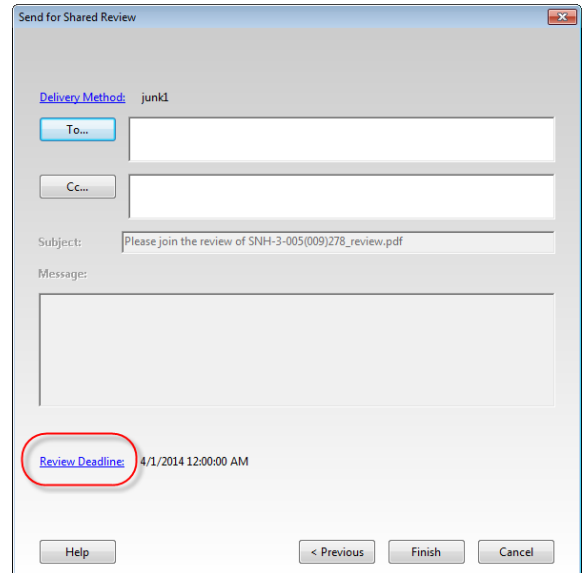 Send for Shared Review
Delivery Method: junk1
To...
Cc...
Subject: Please join the review of SNH-3-005(009)278_review.pdf
Message:
Review Deadline: 4/1/2014 12:00:00 AM
Help < Previous Finish Cancel